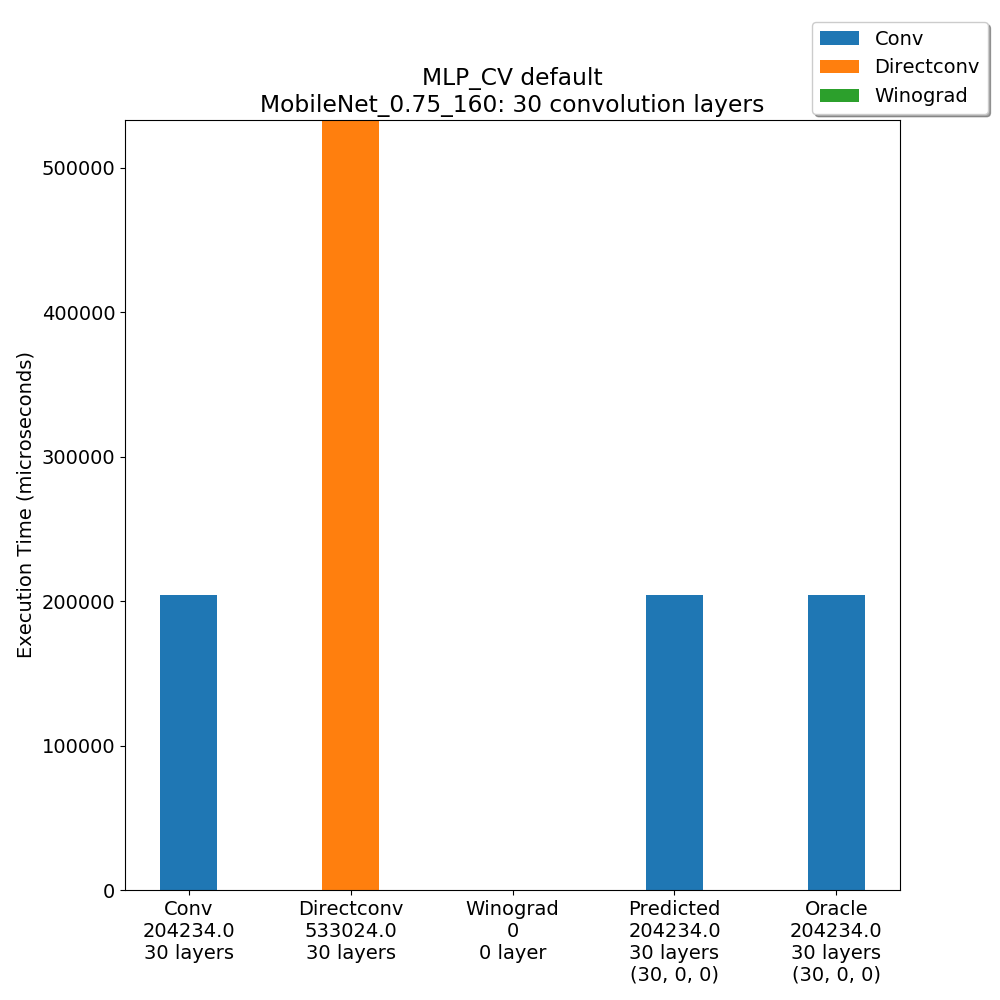 Conv
Directconv
Winograd
MLP_CV default
MobileNet_0.75_160: 30 convolution layers
Execution Time (microseconds)
500000
400000
300000
200000
100000
0
Conv
204234.0
30 layers
Directconv
533024.0
30 layers
Winograd
0
0 layer
Predicted
204234.0
30 layers
(30, 0, 0)
Oracle
204234.0
30 layers
(30, 0, 0)